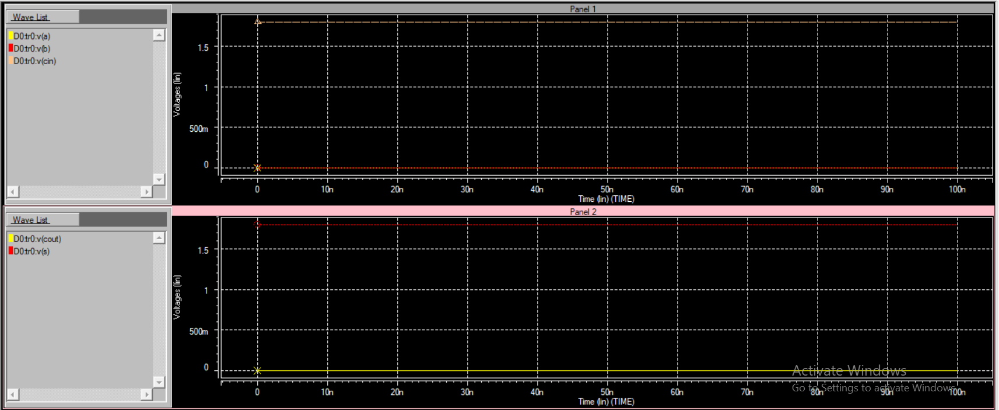 Panel 1
Wave List
D0:tr0:v(a)
D0:tr0:v(b)
D0:tr0:v(cin)
Voltages (lin)
1.5
1
500m
0
0 10n 20n 30n 40n 50n 60n 70n 80n 90n 100n
Time (lin) (TIME)
Panel 2
Wave List
D0:tr0:v(cout)
D0:tr0:v(s)
Voltages (lin)
1.5
1
500m
0
0 10n 20n 30n 40n 50n 60n 70n 80n 90n 100n
Time (lin) (TIME)
Activate Windows
Go to Settings to activate Windows.